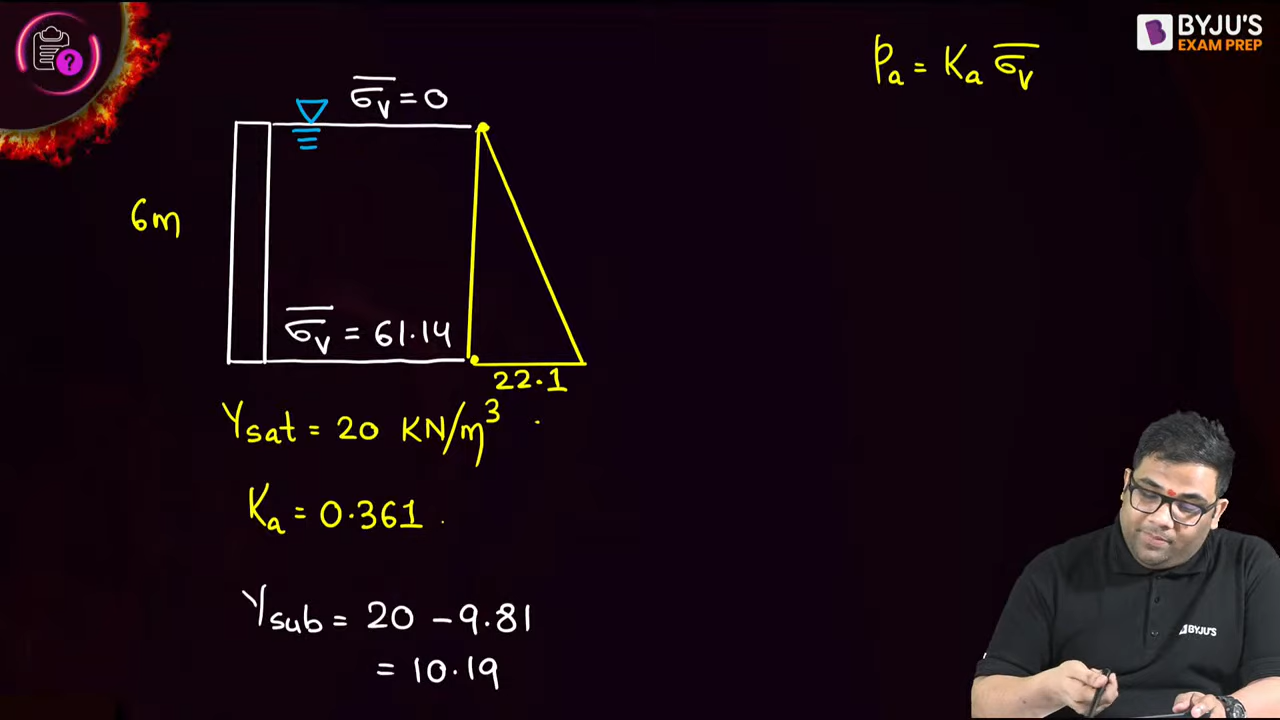 BYJU'S
EXAM PREP
Pa = Ka σ̅v
σ̅v = 0
6m
σ̅v = 61.14
22.1
γsat = 20 KN/m³
Ka = 0.361
γsub = 20 - 9.81
= 10.19
BYJU'S
?